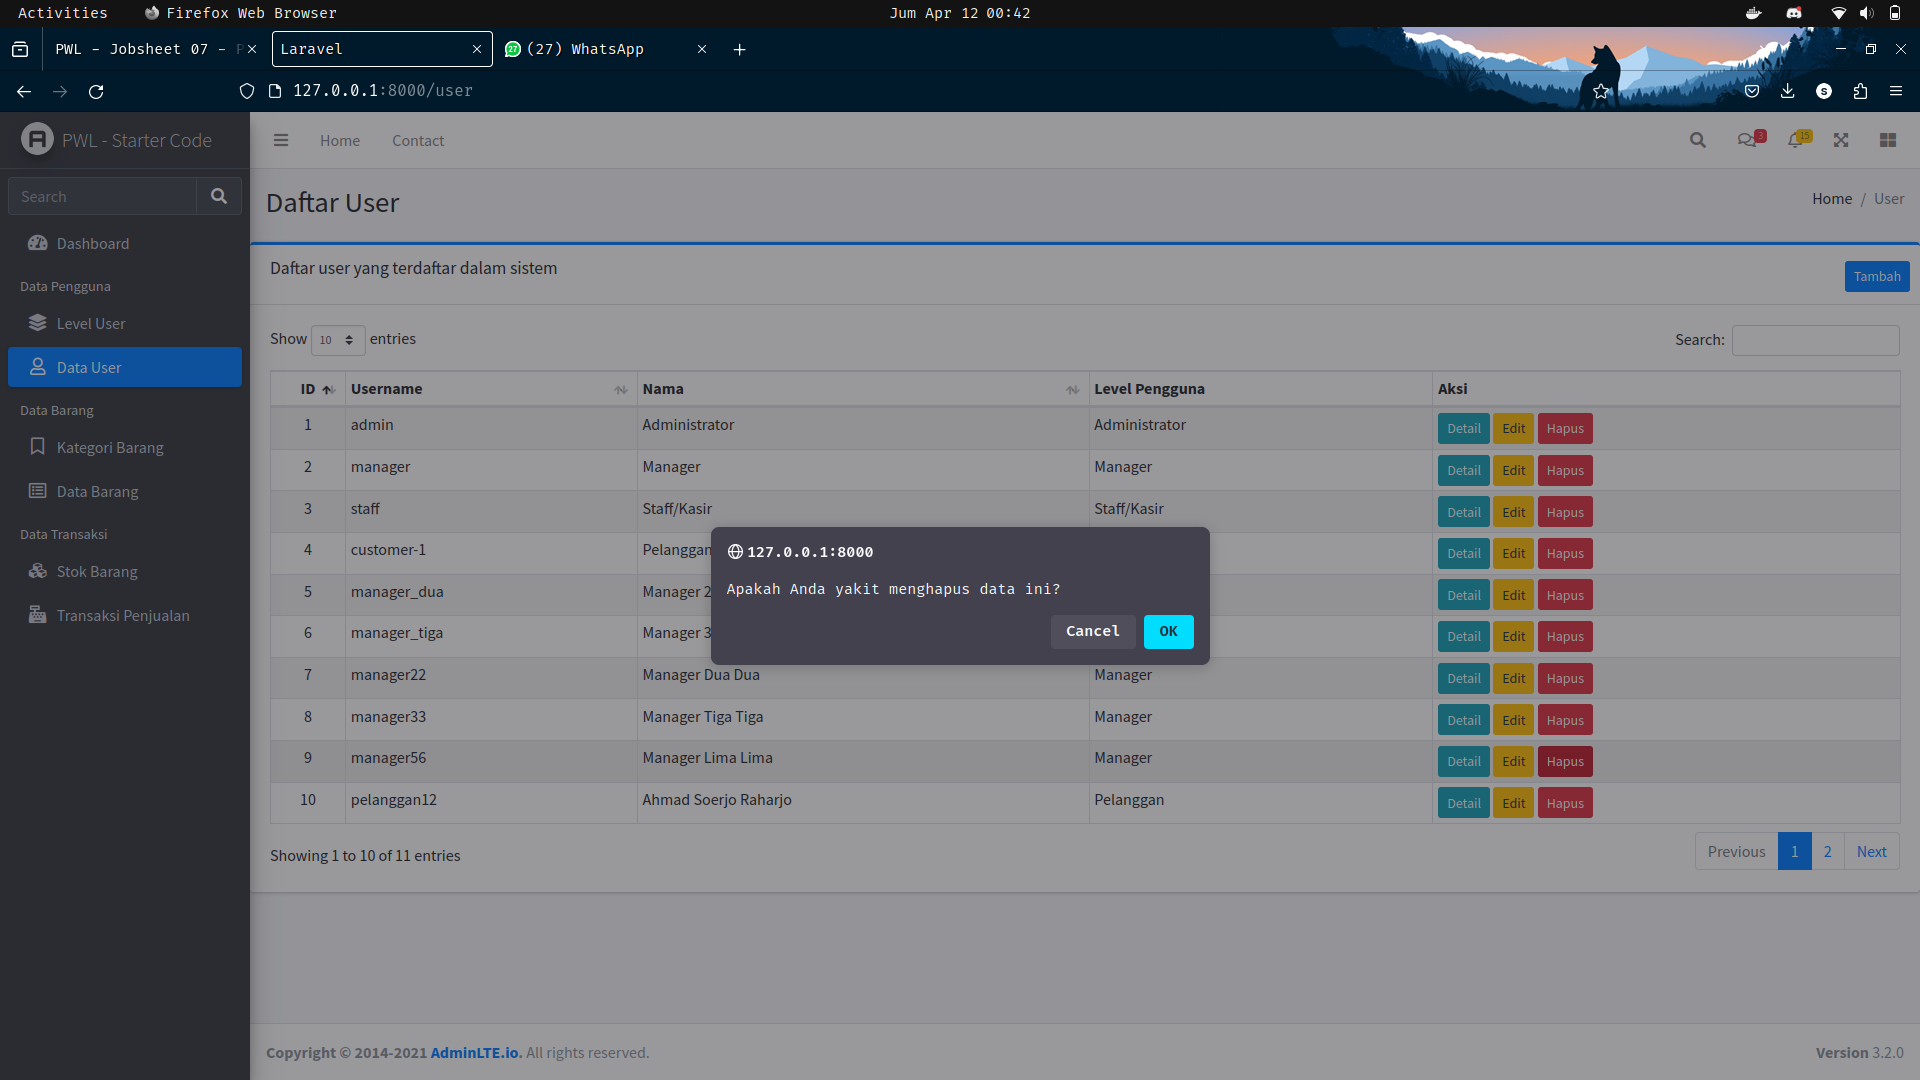 Activities Firefox Web Browser Jum Apr 12 00:42
PWL - Jobsheet 07 - P Laravel 27 (27) WhatsApp
127.0.0.1:8000/user S
PWL - Starter Code Home Contact 3 15
Search
Daftar User Home / User
Dashboard
Data Pengguna
Level User
Data User
Data Barang
Kategori Barang
Data Barang
Data Transaksi
Stok Barang
Transaksi Penjualan
Daftar user yang terdaftar dalam sistem Tambah
Show 10 entries Search:
ID Username Nama Level Pengguna Aksi
1 admin Administrator Administrator Detail Edit Hapus
2 manager Manager Manager Detail Edit Hapus
3 staff Staff/Kasir Staff/Kasir Detail Edit Hapus
4 customer-1 Pelanggan Detail Edit Hapus
5 manager_dua Manager 2 Detail Edit Hapus
6 manager_tiga Manager 3 Detail Edit Hapus
7 manager22 Manager Dua Dua Manager Detail Edit Hapus
8 manager33 Manager Tiga Tiga Manager Detail Edit Hapus
9 manager56 Manager Lima Lima Manager Detail Edit Hapus
10 pelanggan12 Ahmad Soerjo Raharjo Pelanggan Detail Edit Hapus
127.0.0.1:8000
Apakah Anda yakit menghapus data ini?
Cancel OK
Showing 1 to 10 of 11 entries Previous 1 2 Next
Copyright © 2014-2021 AdminLTE.io. All rights reserved. Version 3.2.0